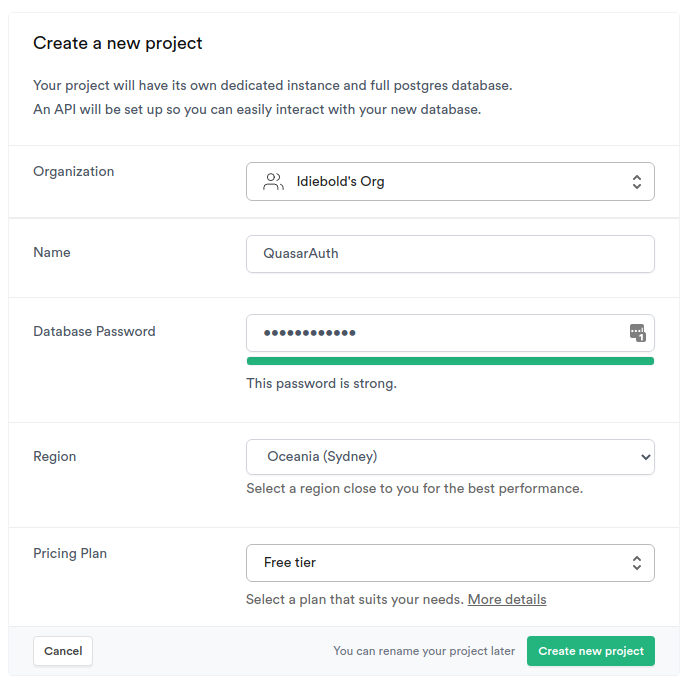 Create a new project
Your project will have its own dedicated instance and full postgres database.
An API will be set up so you can easily interact with your new database.
Organization
Idiebold's Org
Name
QuasarAuth
Database Password
••••••••••••
1
This password is strong.
Region
Oceania (Sydney)
Select a region close to you for the best performance.
Pricing Plan
Free tier
Select a plan that suits your needs. More details
Cancel
You can rename your project later
Create new project